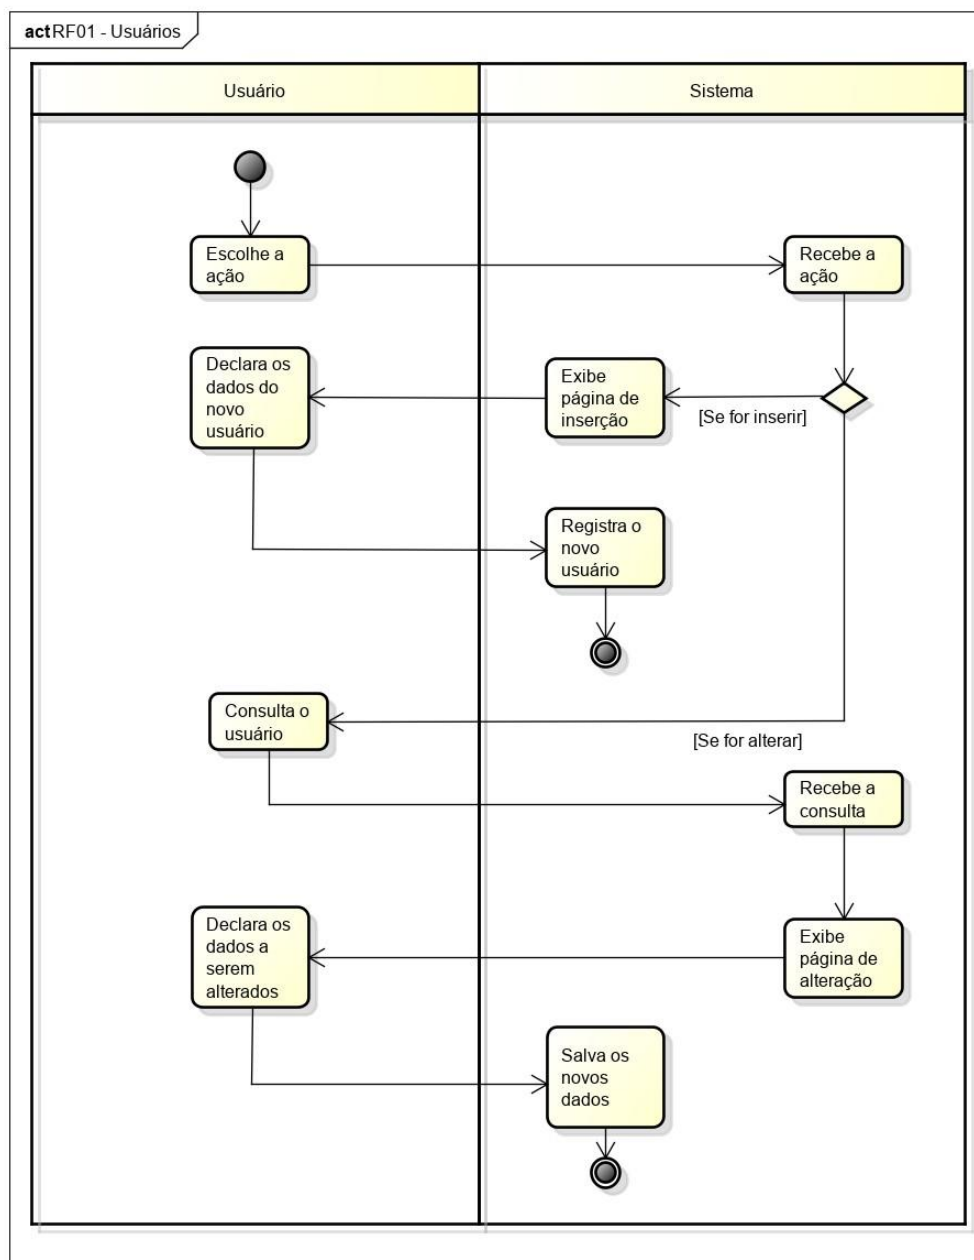 act RF01 - Usuários
Usuário
Sistema
Escolhe a
ação
Recebe a
ação
Declara os
dados do
novo
usuário
Exibe
página de
inserção
[Se for inserir]
Registra o
novo
usuário
Consulta o
usuário
[Se for alterar]
Recebe a
consulta
Declara os
dados a
serem
alterados
Exibe
página de
alteração
Salva os
novos
dados